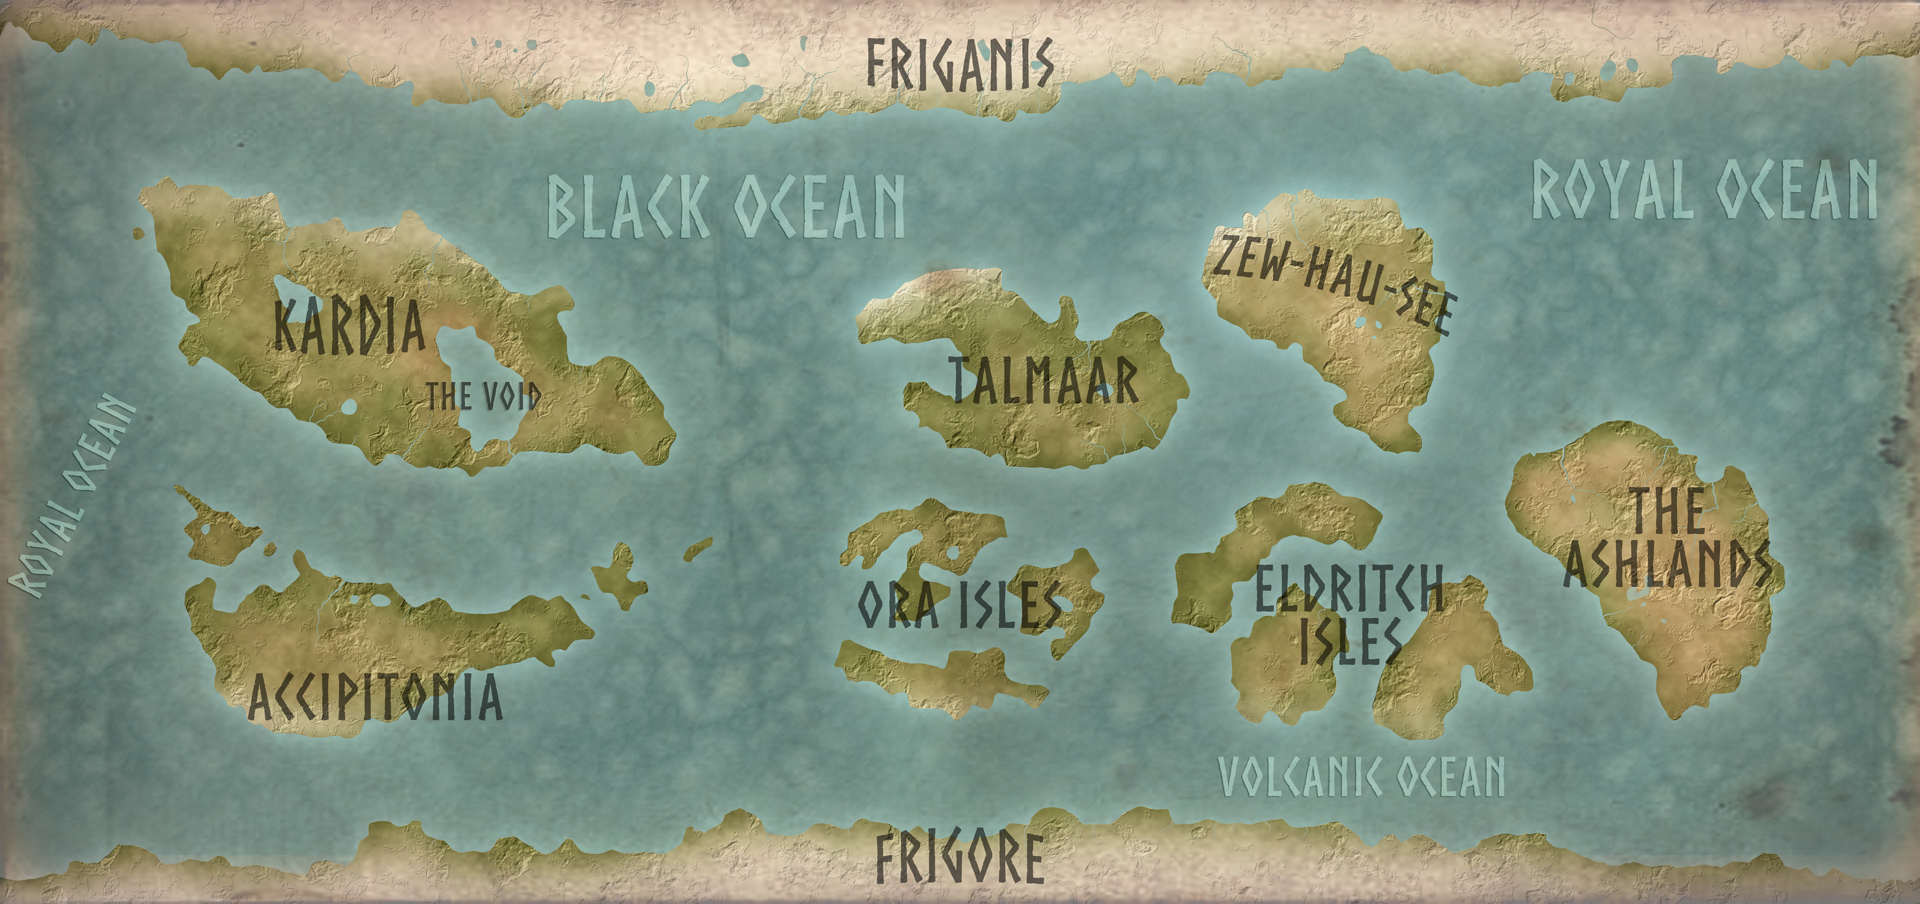 FRIGANIS
BLACK OCEAN
ROYAL OCEAN
ZEW-HAU-SEE
KARDIA
THE VOID
TALMAAR
ROYAL OCEAN
THE
ASHLANDS
ORA ISLES
ELDRITCH
ISLES
ACCIPITONIA
VOLCANIC OCEAN
FRIGORE